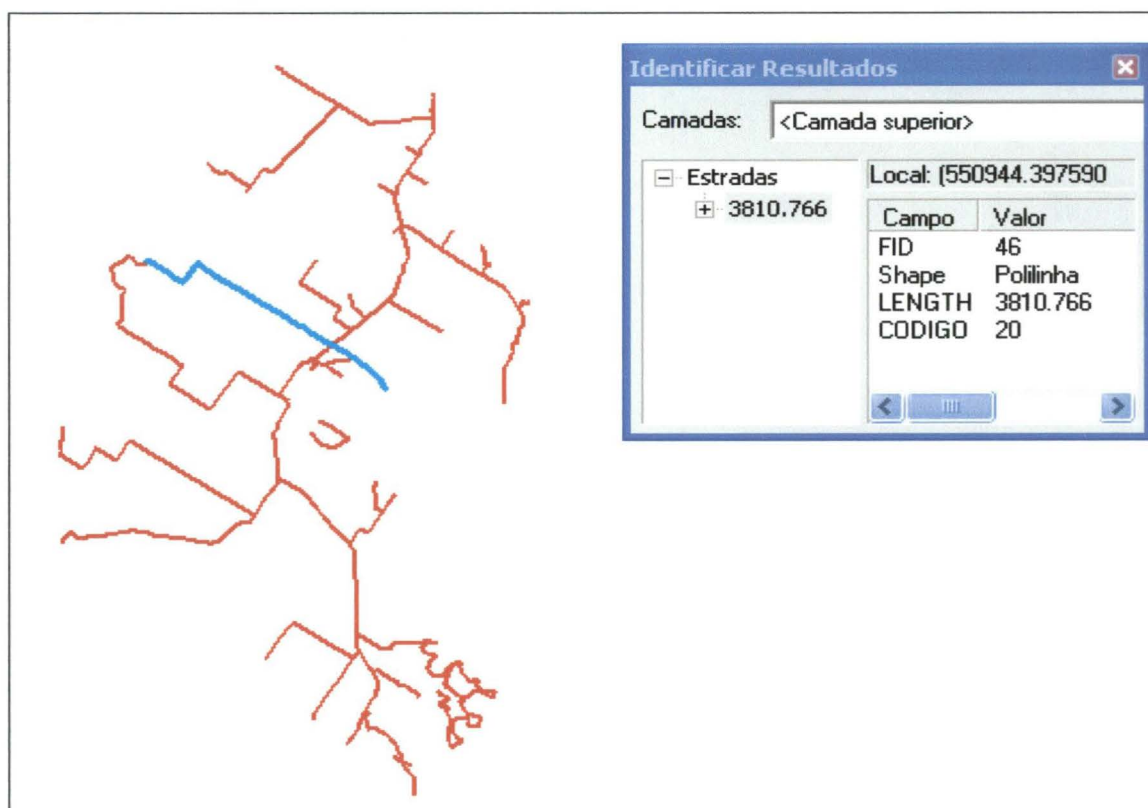 Identificar Resultados
Camadas: <Camada superior>
Estradas
3810.766
Local: (550944.397590
Campo Valor
FID 46
Shape Polilinha
LENGTH 3810.766
CODIGO 20